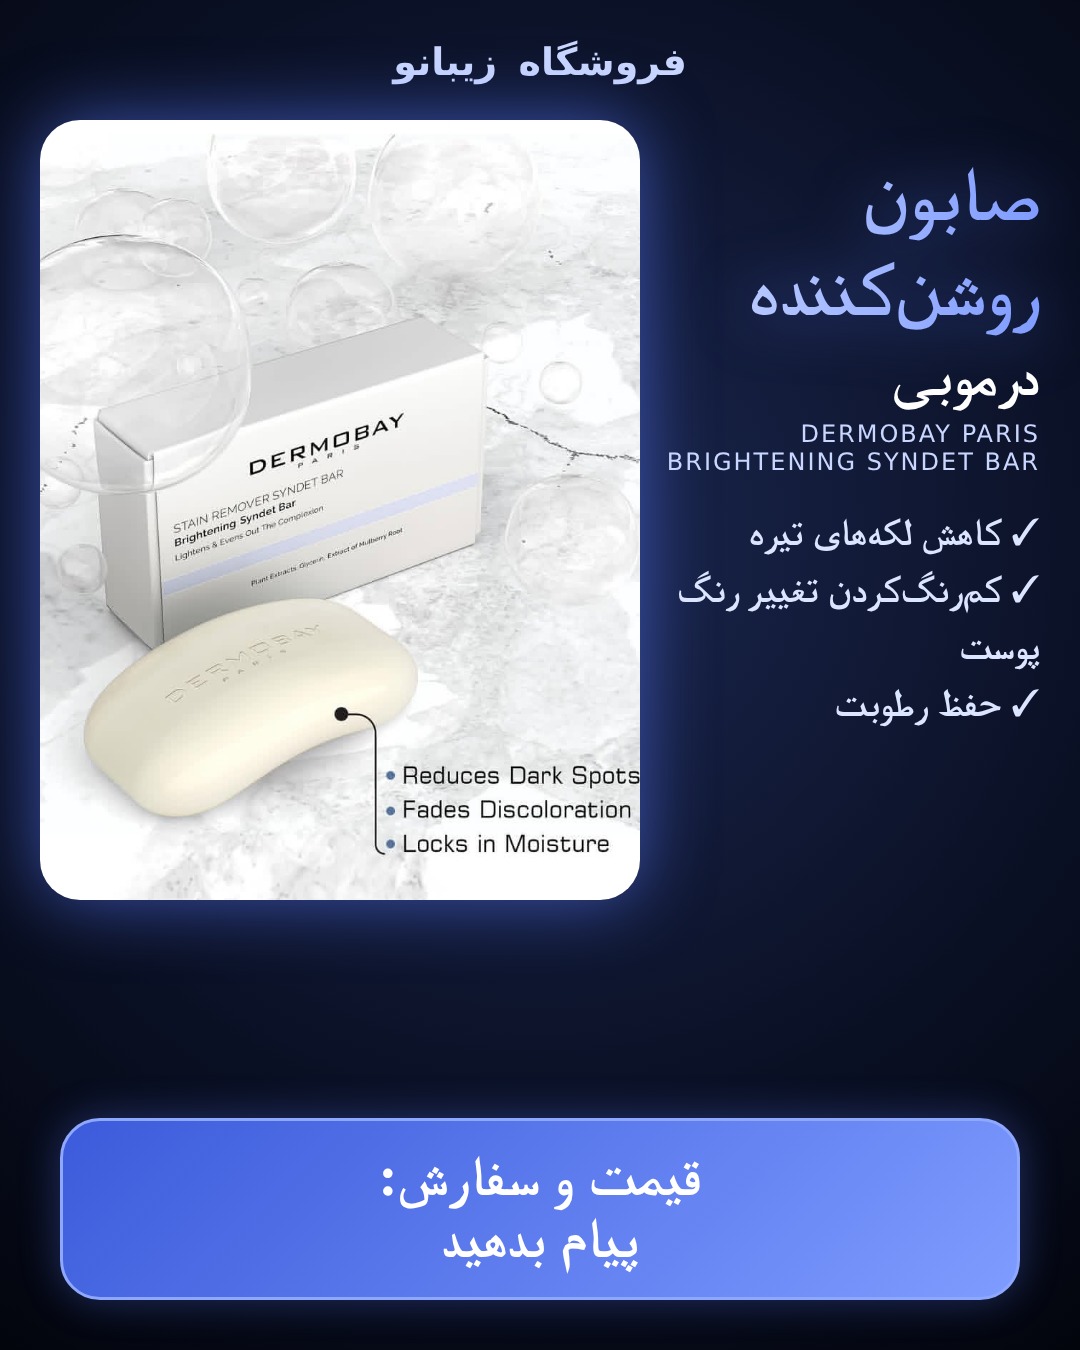 فروشگاه زیبانو
صابون
روشن‌کننده
درموبی
DERMOBAY PARIS
BRIGHTENING SYNDET BAR
✓ کاهش لکه‌های تیره
✓ کم‌رنگ‌کردن تغییر رنگ
پوست
✓ حفظ رطوبت
DERMOBAY
PARIS
STAIN REMOVER SYNDET BAR
Brightening Syndet Bar
Lightens & Evens Out The Complexion
Plant Extracts, Glycerin, Extract of Mulberry Root
DERMOBAY
PARIS
• Reduces Dark Spots
• Fades Discoloration
• Locks in Moisture
قیمت و سفارش:
پیام بدهید